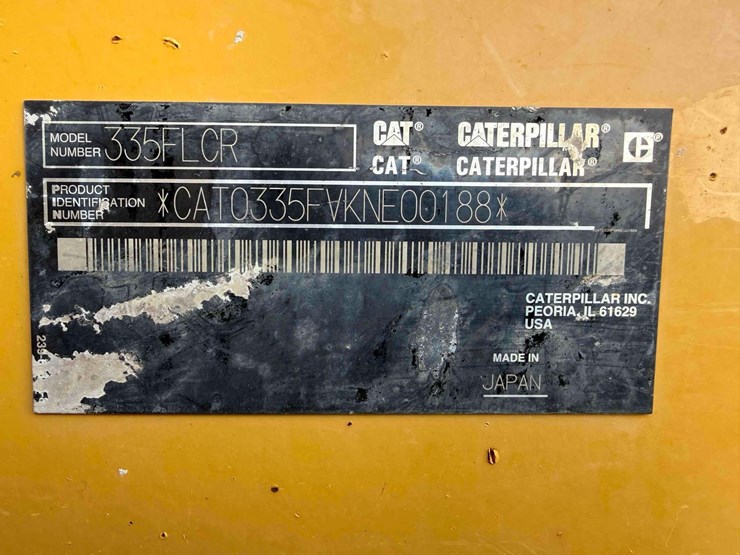 MODEL NUMBER 335FLCR
CAT® CATERPILLAR®
CAT® CATERPILLAR®
PRODUCT IDENTIFICATION NUMBER *CAT0335FVKNE00188*
CATERPILLAR INC.
PEORIA, IL 61629
USA
MADE IN
JAPAN